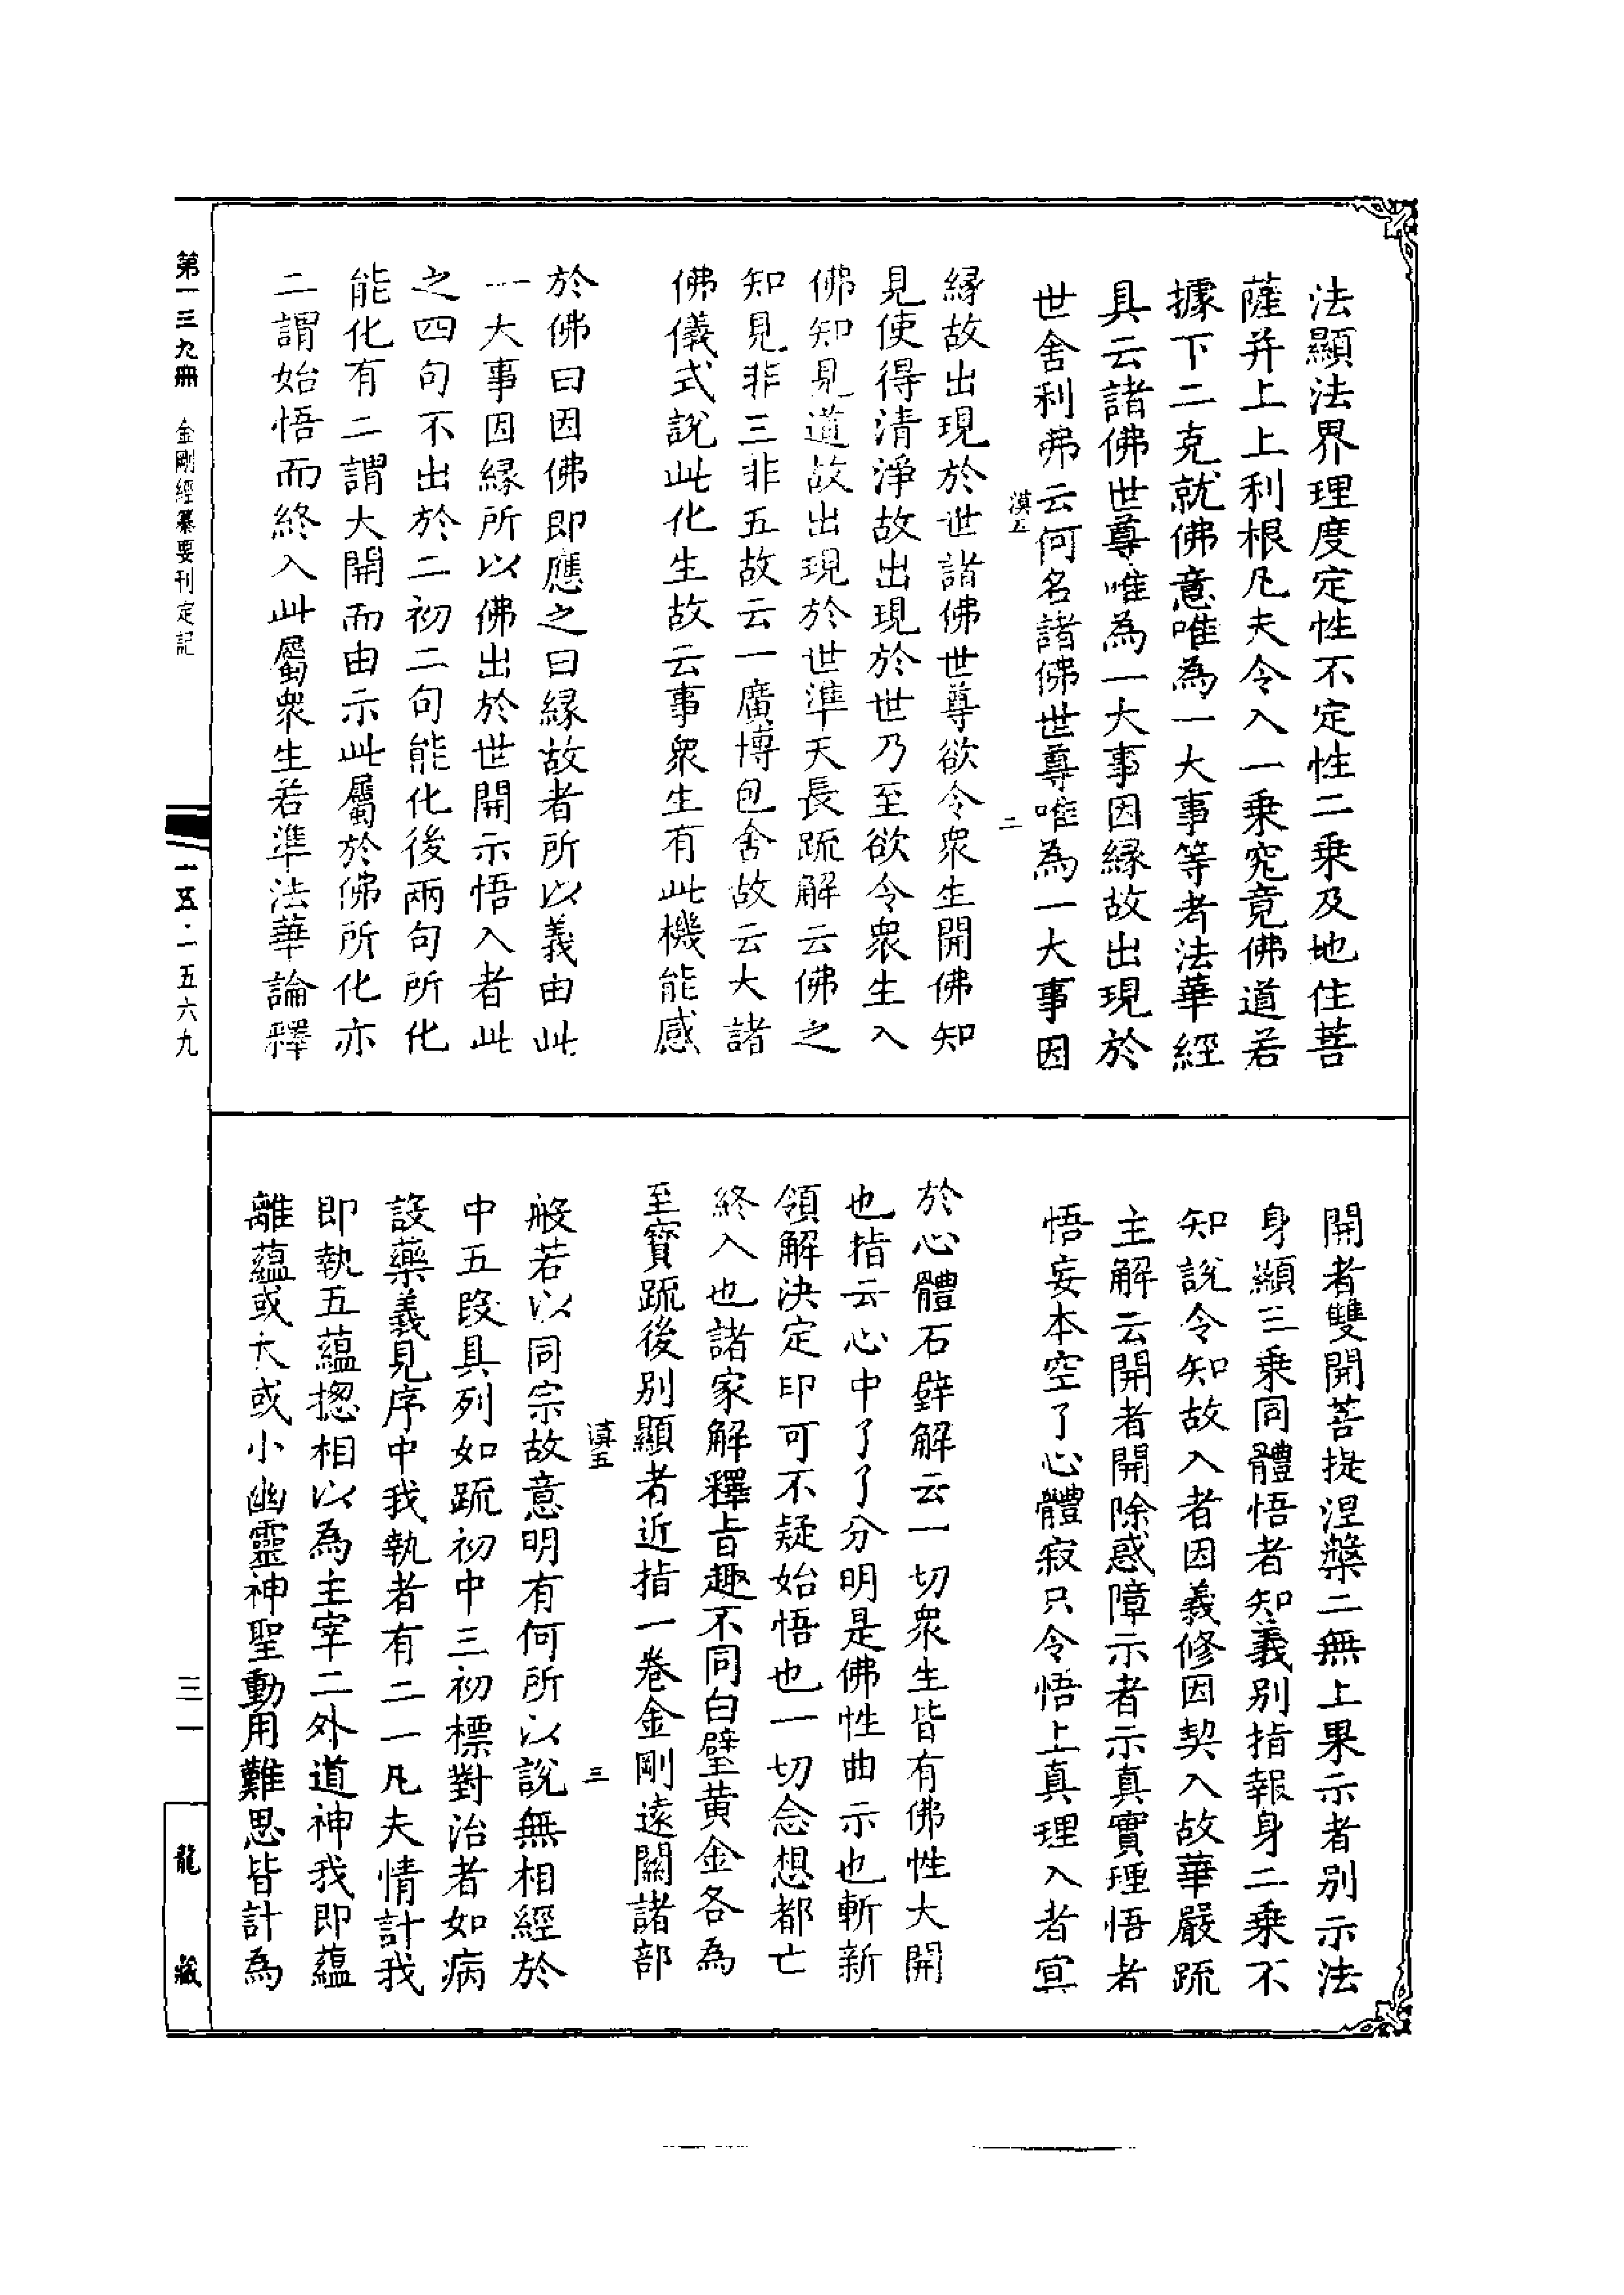 法顯法界理度定性不定性二乘及地住菩
薩并上上利根凡夫令入一乘究竟佛道若
據下二克就佛意唯為一大事等者法華經
具云諸佛世尊唯為一大事因緣故出現於
世舍利弗云何名諸佛世尊唯為一大事因
二
緣故出現於世諸佛世尊欲令衆生開佛知
見使得清淨故出現於世乃至欲令衆生入
佛知見道故出現於世準天長疏解云佛之
知見非三非五故云一廣博包含故云大諸
佛儀式說此化生故云事衆生有此機能感
於佛曰因佛即應之曰緣故者所以義由此
一大事因緣所以佛出於世開示悟入者此
之四句不出於二初二句能化後兩句所化
能化有二謂大開而由示此屬於佛所化亦
二謂始悟而終入此屬衆生若準法華論釋
開者雙開菩提涅槃二無上果示者別示法
身顯三乘同體悟者知義別指報身二乘不
知說令知故入者因義修因契入故華嚴疏
主解云開者開除惑障示者示真實理悟者
悟妄本空了心體寂只令悟上真理入者冥
於心體石壁解云一切衆生皆有佛性大開
也指云心中了了分明是佛性曲示也斬新
領解決定印可不疑始悟也一切念想都亡
終入也諸家解釋旨趣不同白璧黃金各為
至寶疏後別顯者近指一卷金剛遠關諸部
三
般若以同宗故意明有何所以說無相經於
中五段具列如疏初中三初標對治者如病
設藥義見序中我執者有二一凡夫情計我
即執五蘊揔相以為主宰二外道神我即蘊
離蘊或大或小幽靈神聖動用難思皆計為
第一三九冊 金剛經纂要刊定記
一五·一五六九
三一
龍藏